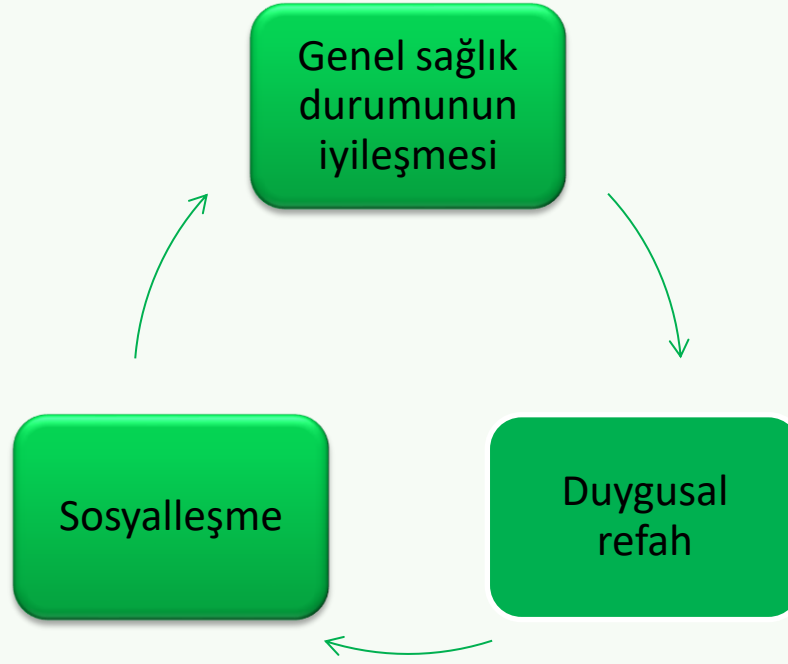 Genel sağlık
durumunun
iyileşmesi
Duygusal
refah
Sosyalleşme